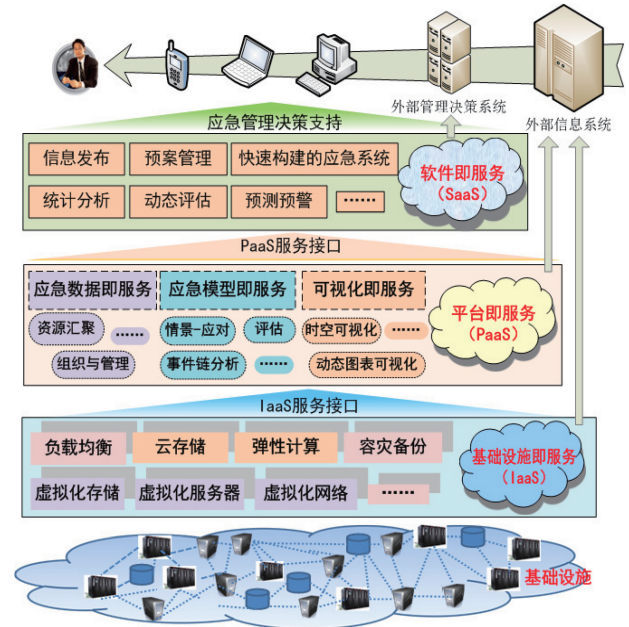 外部管理决策系统
外部信息系统
应急管理决策支持
信息发布 预案管理 快速构建的应急系统
统计分析 动态评估 预测预警 ……
软件即服务
（SaaS）
PaaS服务接口
应急数据即服务 应急模型即服务 可视化即服务
资源汇聚 …… 情景-应对 评估 时空可视化 ……
组织与管理 事件链分析 …… 动态图表可视化
平台即服务
（PaaS）
IaaS服务接口
负载均衡 云存储 弹性计算 容灾备份
虚拟化存储 虚拟化服务器 虚拟化网络 ……
基础设施即服务
（IaaS）
基础设施